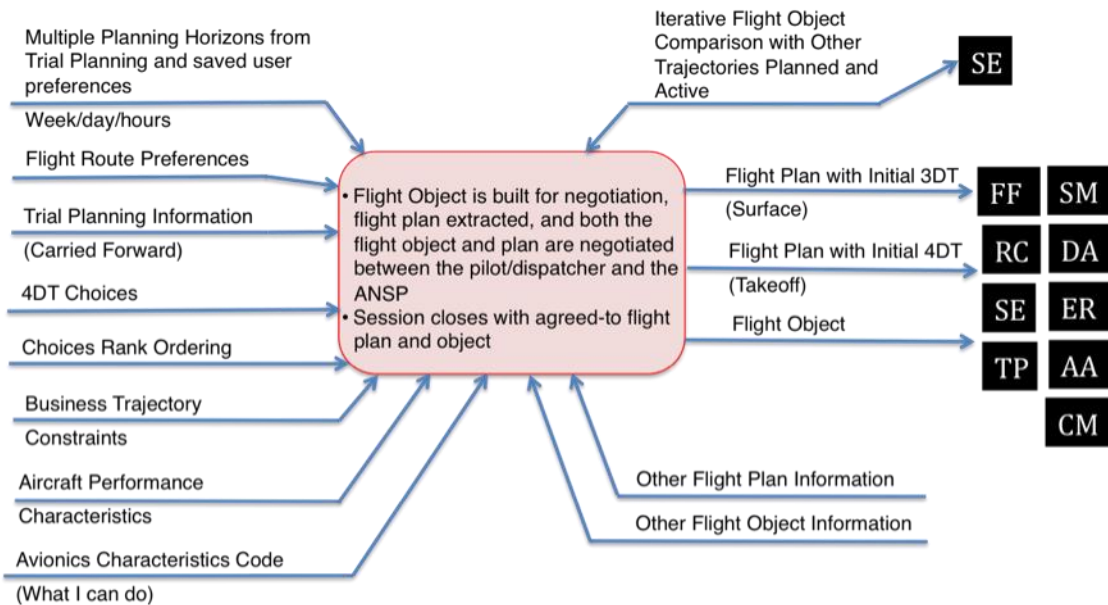 Multiple Planning Horizons from
Trial Planning and saved user
preferences
Week/day/hours
Flight Route Preferences
Trial Planning Information
(Carried Forward)
4DT Choices
Choices Rank Ordering
Business Trajectory
Constraints
Aircraft Performance
Characteristics
Avionics Characteristics Code
(What I can do)
• Flight Object is built for negotiation,
flight plan extracted, and both the
flight object and plan are negotiated
between the pilot/dispatcher and the
ANSP
• Session closes with agreed-to flight
plan and object
Iterative Flight Object
Comparison with Other
Trajectories Planned and
Active
SE
Flight Plan with Initial 3DT
(Surface)
Flight Plan with Initial 4DT
(Takeoff)
Flight Object
FF SM
RC DA
SE ER
TP AA
CM
Other Flight Plan Information
Other Flight Object Information